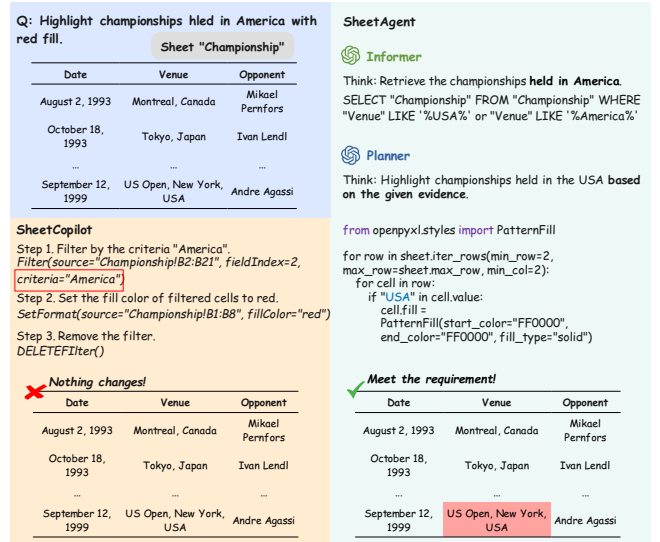 Q: Highlight championships hled in America with
red fill.
Sheet "Championship"
Date Venue Opponent
August 2, 1993 Montreal, Canada Mikael
Pernfors
October 18,
1993 Tokyo, Japan Ivan Lendl
... ... ...
September 12,
1999 US Open, New York,
USA Andre Agassi
SheetCopilot
Step 1. Filter by the criteria "America".
Filter(source="Championship!B2:B21", fieldIndex=2,
criteria="America")
Step 2. Set the fill color of filtered cells to red.
SetFormat(source="Championship!B1:B8", fillColor="red")
Step 3. Remove the filter.
DELETEFIlter()
Nothing changes!
Date Venue Opponent
August 2, 1993 Montreal, Canada Mikael
Pernfors
October 18,
1993 Tokyo, Japan Ivan Lendl
... ... ...
September 12,
1999 US Open, New York,
USA Andre Agassi
SheetAgent
Informer
Think: Retrieve the championships held in America.
SELECT "Championship" FROM "Championship" WHERE
"Venue" LIKE '%USA%' or "Venue" LIKE '%America%'
Planner
Think: Highlight championships held in the USA based
on the given evidence.
from openpyxl.styles import PatternFill
for row in sheet.iter_rows(min_row=2,
max_row=sheet.max_row, min_col=2):
for cell in row:
if "USA" in cell.value:
cell.fill =
PatternFill(start_color="FF0000",
end_color="FF0000", fill_type="solid")
Meet the requirement!
Date Venue Opponent
August 2, 1993 Montreal, Canada Mikael
Pernfors
October 18,
1993 Tokyo, Japan Ivan Lendl
... ... ...
September 12,
1999 US Open, New York,
USA Andre Agassi